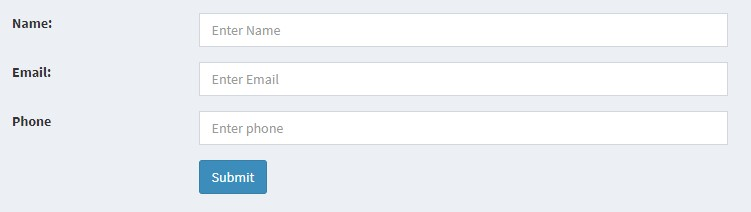 Name: Enter Name
Email: Enter Email
Phone Enter phone
Submit